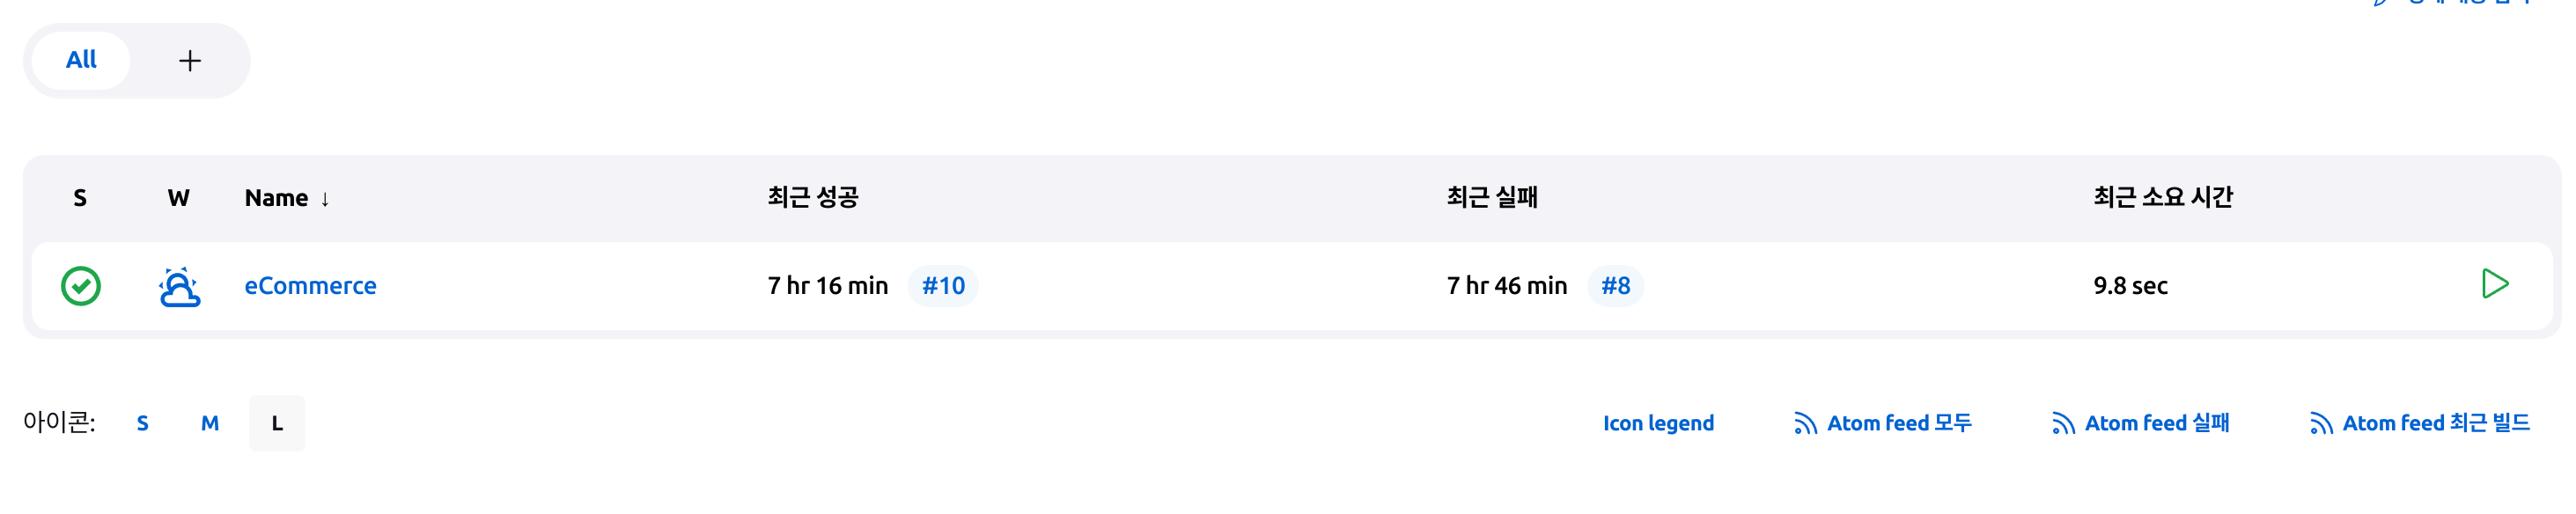 All +
S W Name ↓ 최근 성공 최근 실패 최근 소요 시간
eCommerce 7 hr 16 min #10 7 hr 46 min #8 9.8 sec
아이콘: S M L Icon legend Atom feed 모두 Atom feed 실패 Atom feed 최근 빌드